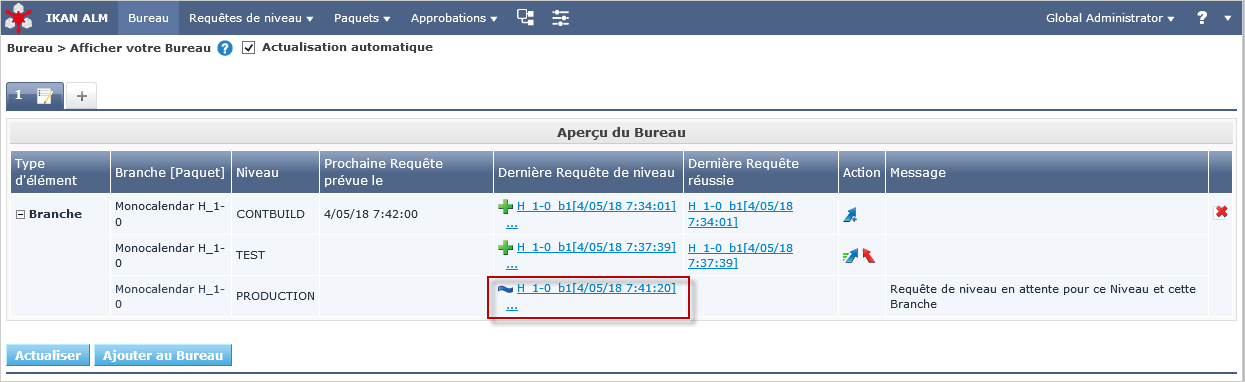 IKAN ALM Bureau Requêtes de niveau Paquets Approbations Global Administrator ?
Bureau > Afficher votre Bureau ? Actualisation automatique
1 +
Aperçu du Bureau
Type d'élément
Branche [Paquet]
Niveau
Prochaine Requête prévue le
Dernière Requête de niveau
Dernière Requête réussie
Action
Message
Branche
Monocalendar H_1-
0
CONTBUILD
4/05/18 7:42:00
H_1-0_b1[4/05/18 7:34:01]
...
H_1-0_b1[4/05/18
7:34:01]
Monocalendar H_1-
0
TEST
H_1-0_b1[4/05/18 7:37:39]
...
H_1-0_b1[4/05/18
7:37:39]
Monocalendar H_1-
0
PRODUCTION
H_1-0_b1[4/05/18 7:41:20]
...
Requête de niveau en attente pour ce Niveau et cette
Branche
Actualiser Ajouter au Bureau